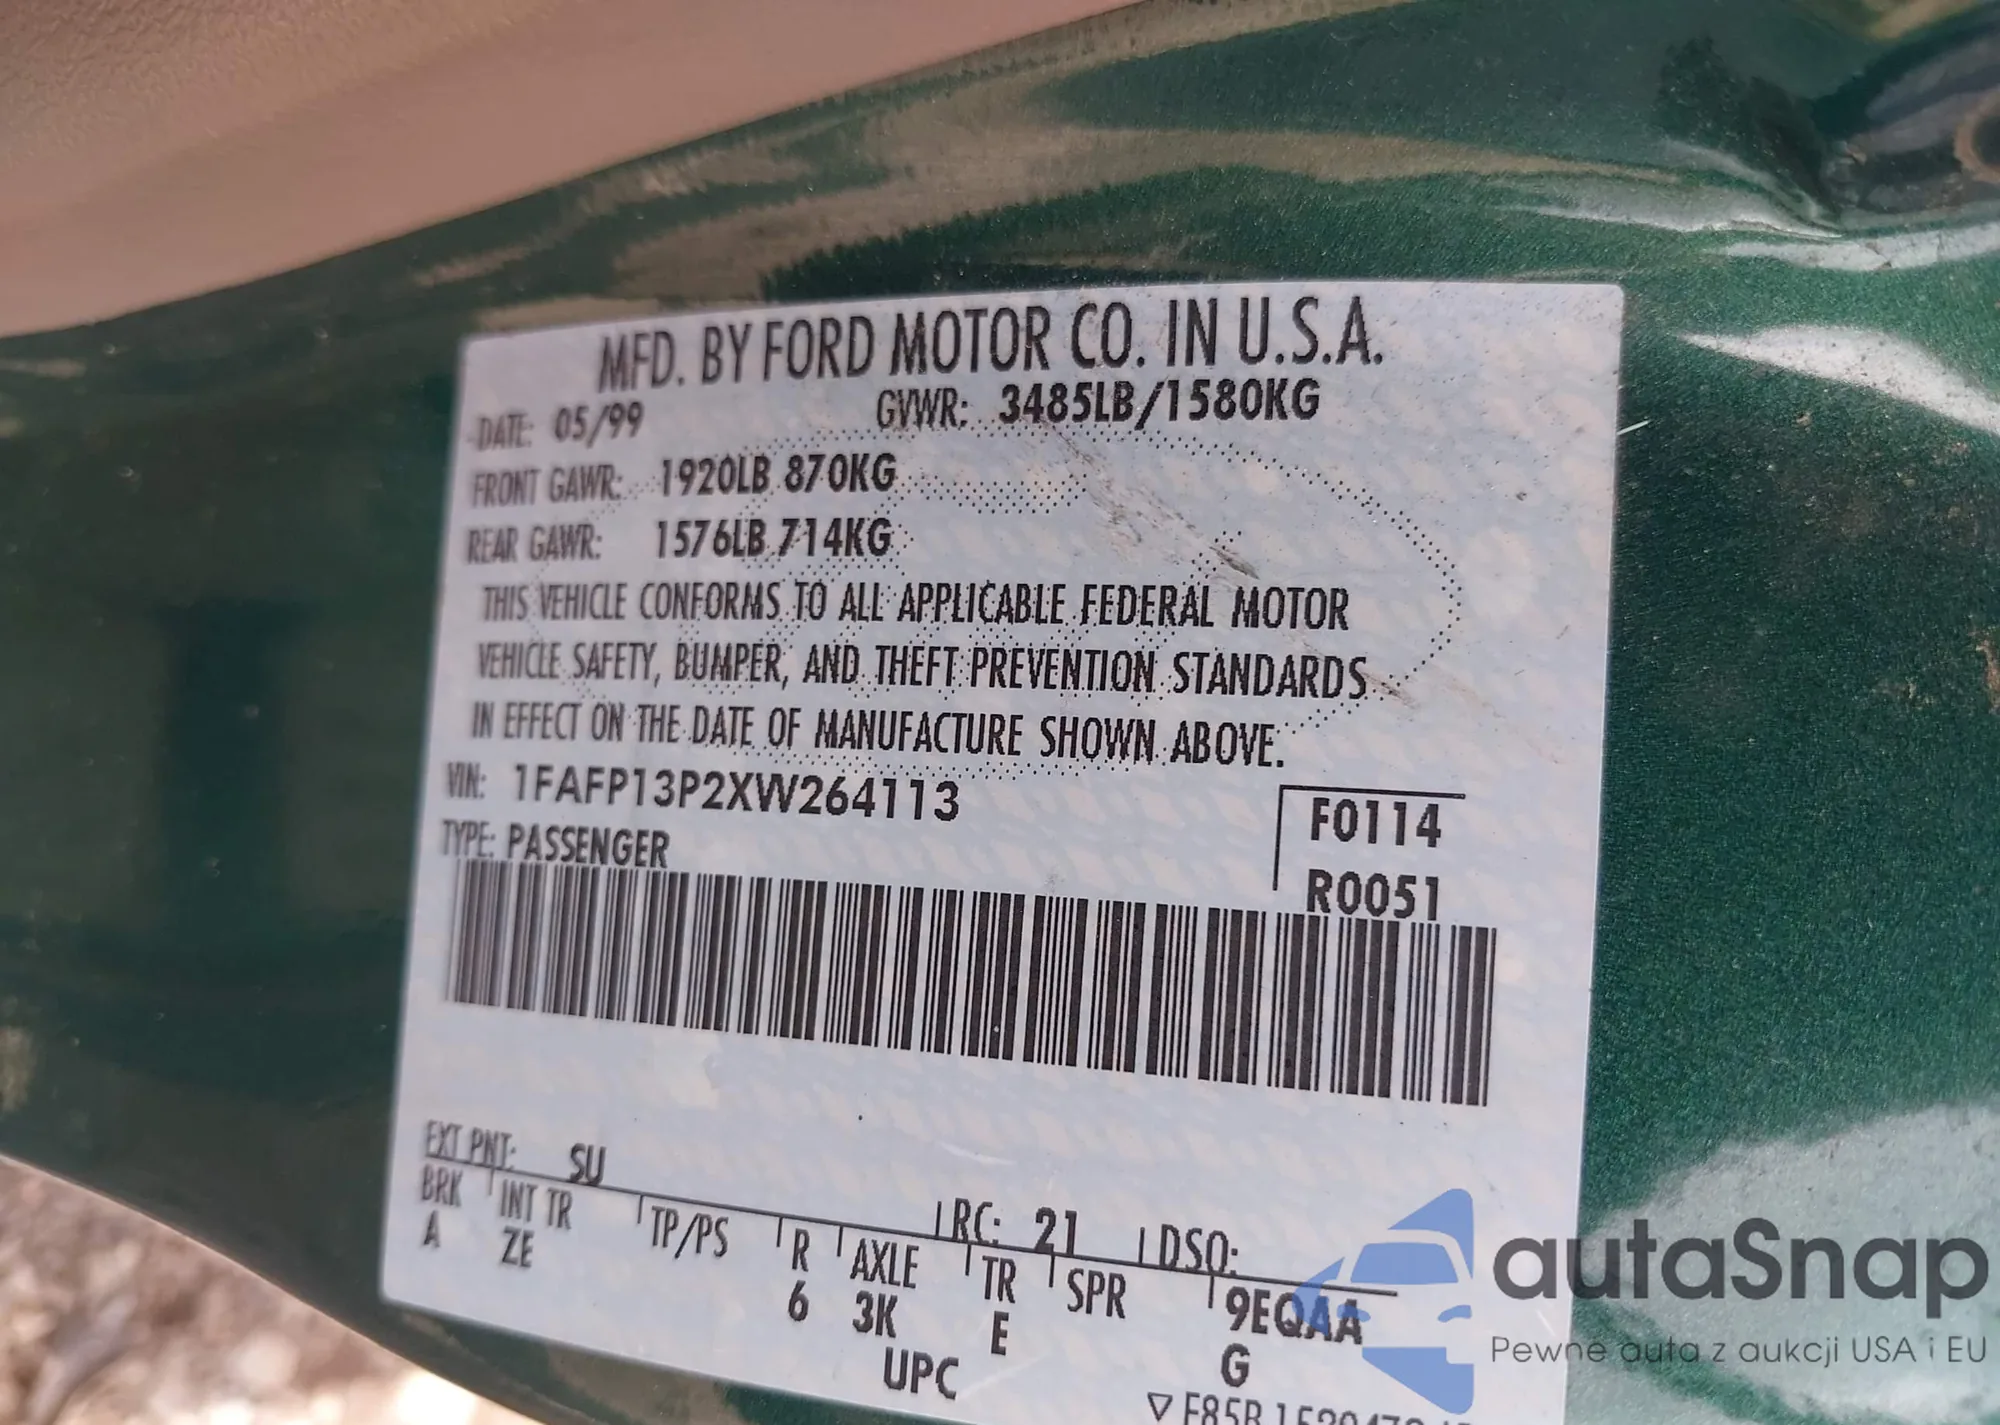 MFD. BY FORD MOTOR CO. IN U.S.A.
DATE: 05/99 GVWR: 3485LB/1580KG
FRONT GAWR: 1920LB 870KG
REAR GAWR: 1576LB 714KG
THIS VEHICLE CONFORMS TO ALL APPLICABLE FEDERAL MOTOR
VEHICLE SAFETY, BUMPER, AND THEFT PREVENTION STANDARDS
IN EFFECT ON THE DATE OF MANUFACTURE SHOWN ABOVE.
VIN: 1FAFP13P2XW264113
TYPE: PASSENGER
F0114
R0051
EXT PNT: SU RC: 21 DSO:
BRK INT TR TP/PS R AXLE TR SPR 9EQAA
A ZE 6 3K E G
UPC
autaSnap
Pewne auta z aukcji USA i EU